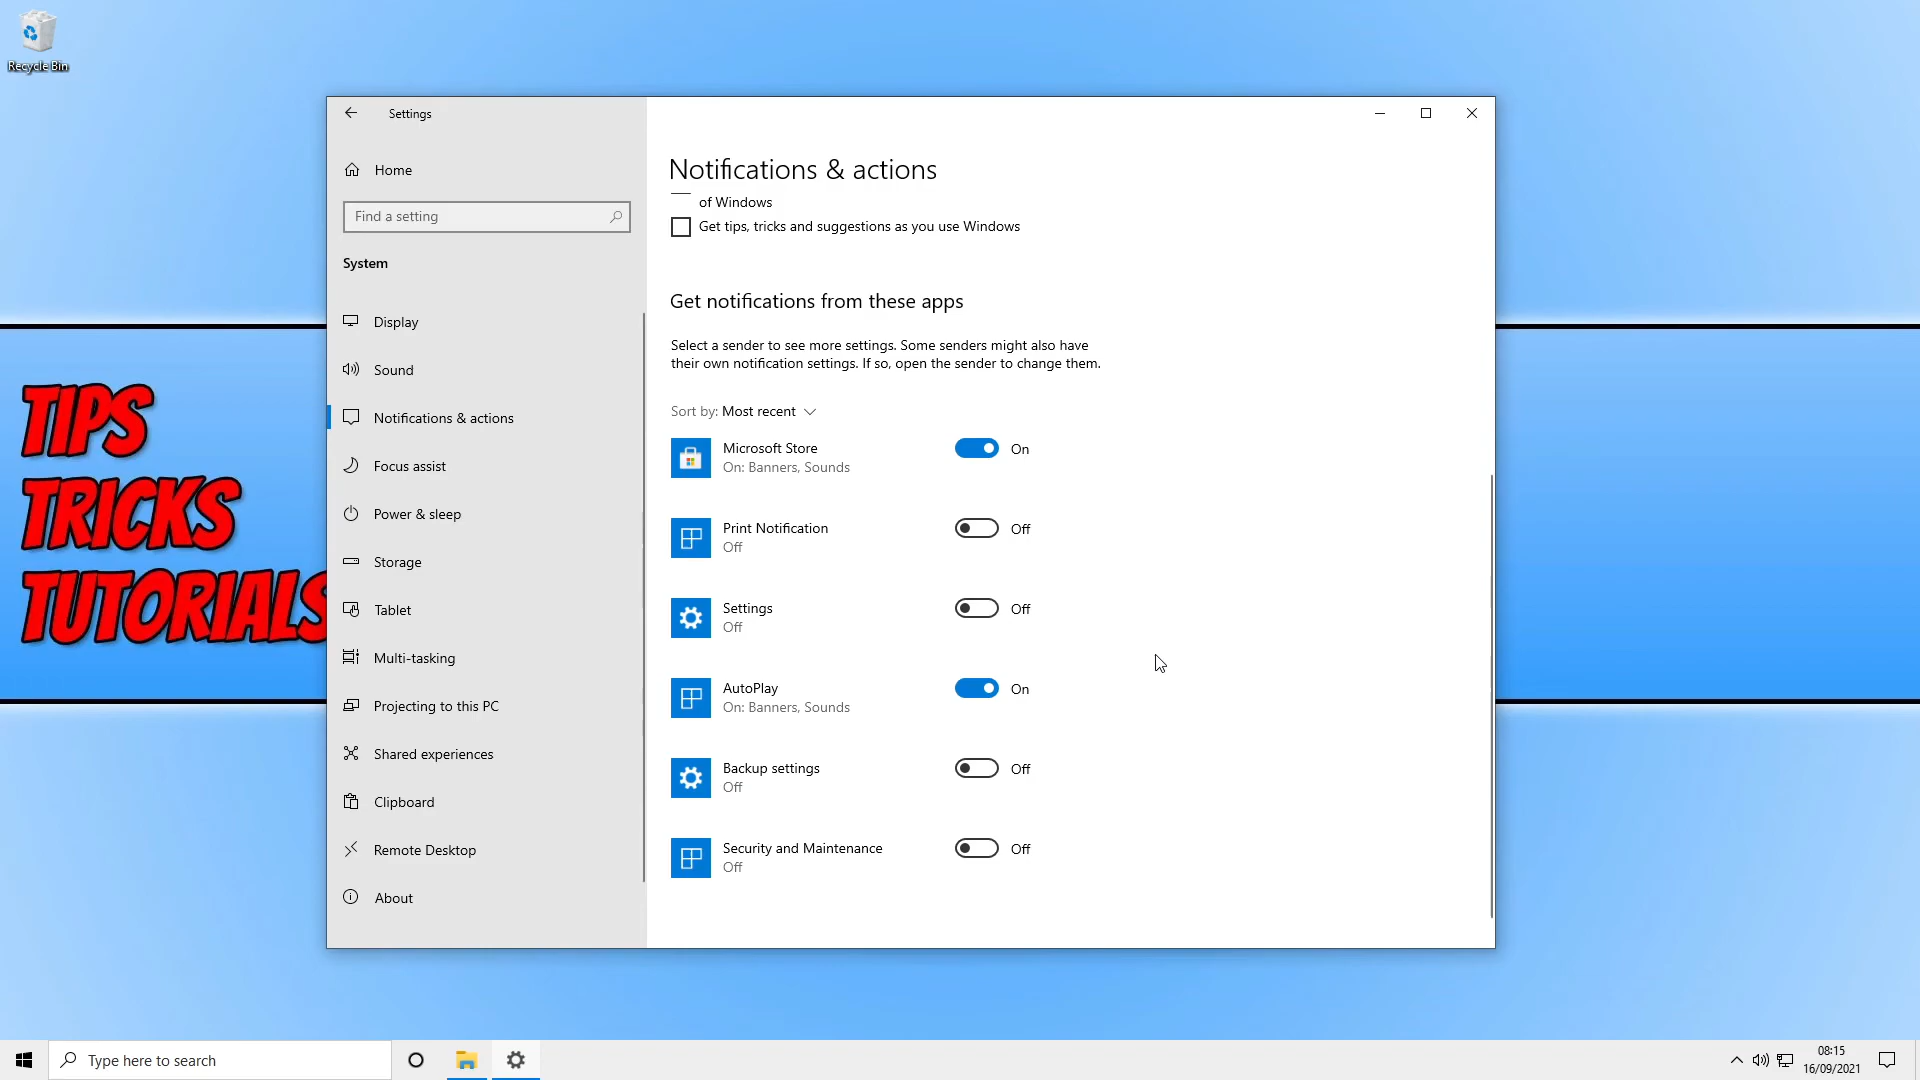 Recycle Bin
TIPS
TRICKS
TUTORIALS
Settings
Home
Find a setting
System
Display
Sound
Notifications & actions
Focus assist
Power & sleep
Storage
Tablet
Multi-tasking
Projecting to this PC
Shared experiences
Clipboard
Remote Desktop
About
Notifications & actions
of Windows
Get tips, tricks and suggestions as you use Windows
Get notifications from these apps
Select a sender to see more settings. Some senders might also have
their own notification settings. If so, open the sender to change them.
Sort by: Most recent
Microsoft Store
On: Banners, Sounds
On
Print Notification
Off
Off
Settings
Off
Off
AutoPlay
On: Banners, Sounds
On
Backup settings
Off
Off
Security and Maintenance
Off
Off
Type here to search
08:15
16/09/2021